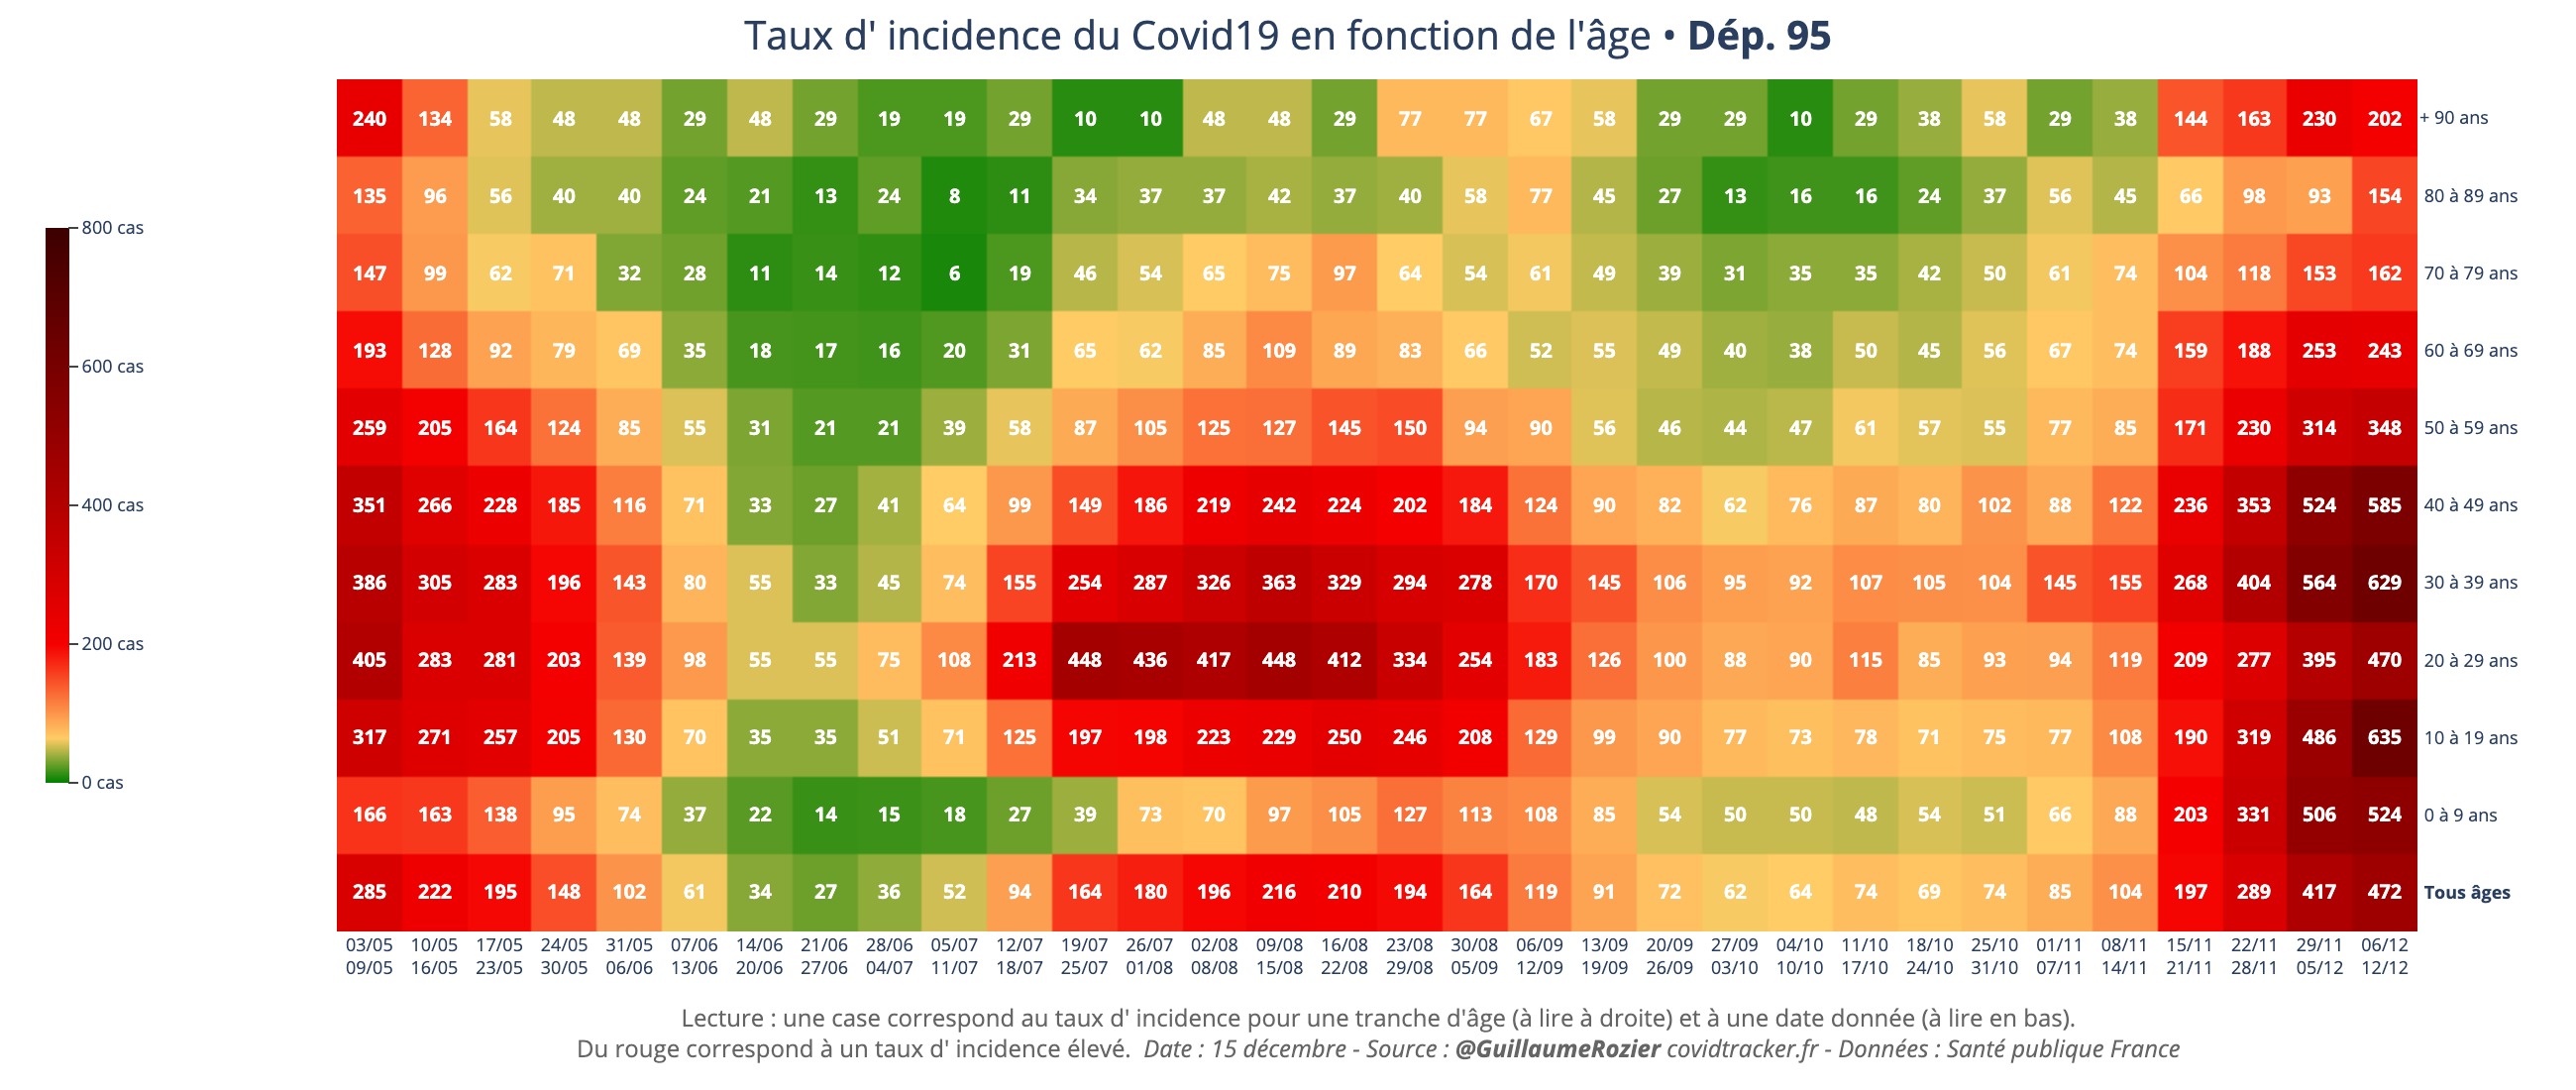 Taux d' incidence du Covid19 en fonction de l'âge • Dép. 95
800 cas
600 cas
400 cas
200 cas
0 cas
240 134 58 48 48 29 48 29 19 19 29 10 10 48 48 29 77 77 67 58 29 29 10 29 38 58 29 38 144 163 230 202 + 90 ans
135 96 56 40 40 24 21 13 24 8 11 34 37 37 42 37 40 58 77 45 27 13 16 16 24 37 56 45 66 98 93 154 80 à 89 ans
147 99 62 71 32 28 11 14 12 6 19 46 54 65 75 97 64 54 61 49 39 31 35 35 42 50 61 74 104 118 153 162 70 à 79 ans
193 128 92 79 69 35 18 17 16 20 31 65 62 85 109 89 83 66 52 55 49 40 38 50 45 56 67 74 159 188 253 243 60 à 69 ans
259 205 164 124 85 55 31 21 21 39 58 87 105 125 127 145 150 94 90 56 46 44 47 61 57 55 77 85 171 230 314 348 50 à 59 ans
351 266 228 185 116 71 33 27 41 64 99 149 186 219 242 224 202 184 124 90 82 62 76 87 80 102 88 122 236 353 524 585 40 à 49 ans
386 305 283 196 143 80 55 33 45 74 155 254 287 326 363 329 294 278 170 145 106 95 92 107 105 104 145 155 268 404 564 629 30 à 39 ans
405 283 281 203 139 98 55 55 75 108 213 448 436 417 448 412 334 254 183 126 100 88 90 115 85 93 94 119 209 277 395 470 20 à 29 ans
317 271 257 205 130 70 35 35 51 71 125 197 198 223 229 250 246 208 129 99 90 77 73 78 71 75 77 108 190 319 486 635 10 à 19 ans
166 163 138 95 74 37 22 14 15 18 27 39 73 70 97 105 127 113 108 85 54 50 50 48 54 51 66 88 203 331 506 524 0 à 9 ans
285 222 195 148 102 61 34 27 36 52 94 164 180 196 216 210 194 164 119 91 72 62 64 74 69 74 85 104 197 289 417 472 Tous âges
03/05 10/05 17/05 24/05 31/05 07/06 14/06 21/06 28/06 05/07 12/07 19/07 26/07 02/08 09/08 16/08 23/08 30/08 06/09 13/09 20/09 27/09 04/10 11/10 18/10 25/10 01/11 08/11 15/11 22/11 29/11 06/12
09/05 16/05 23/05 30/05 06/06 13/06 20/06 27/06 04/07 11/07 18/07 25/07 01/08 08/08 15/08 22/08 29/08 05/09 12/09 19/09 26/09 03/10 10/10 17/10 24/10 31/10 07/11 14/11 21/11 28/11 05/12 12/12
Lecture : une case correspond au taux d' incidence pour une tranche d'âge (à lire à droite) et à une date donnée (à lire en bas).
Du rouge correspond à un taux d' incidence élevé. Date : 15 décembre - Source : @GuillaumeRozier covidtracker.fr - Données : Santé publique France